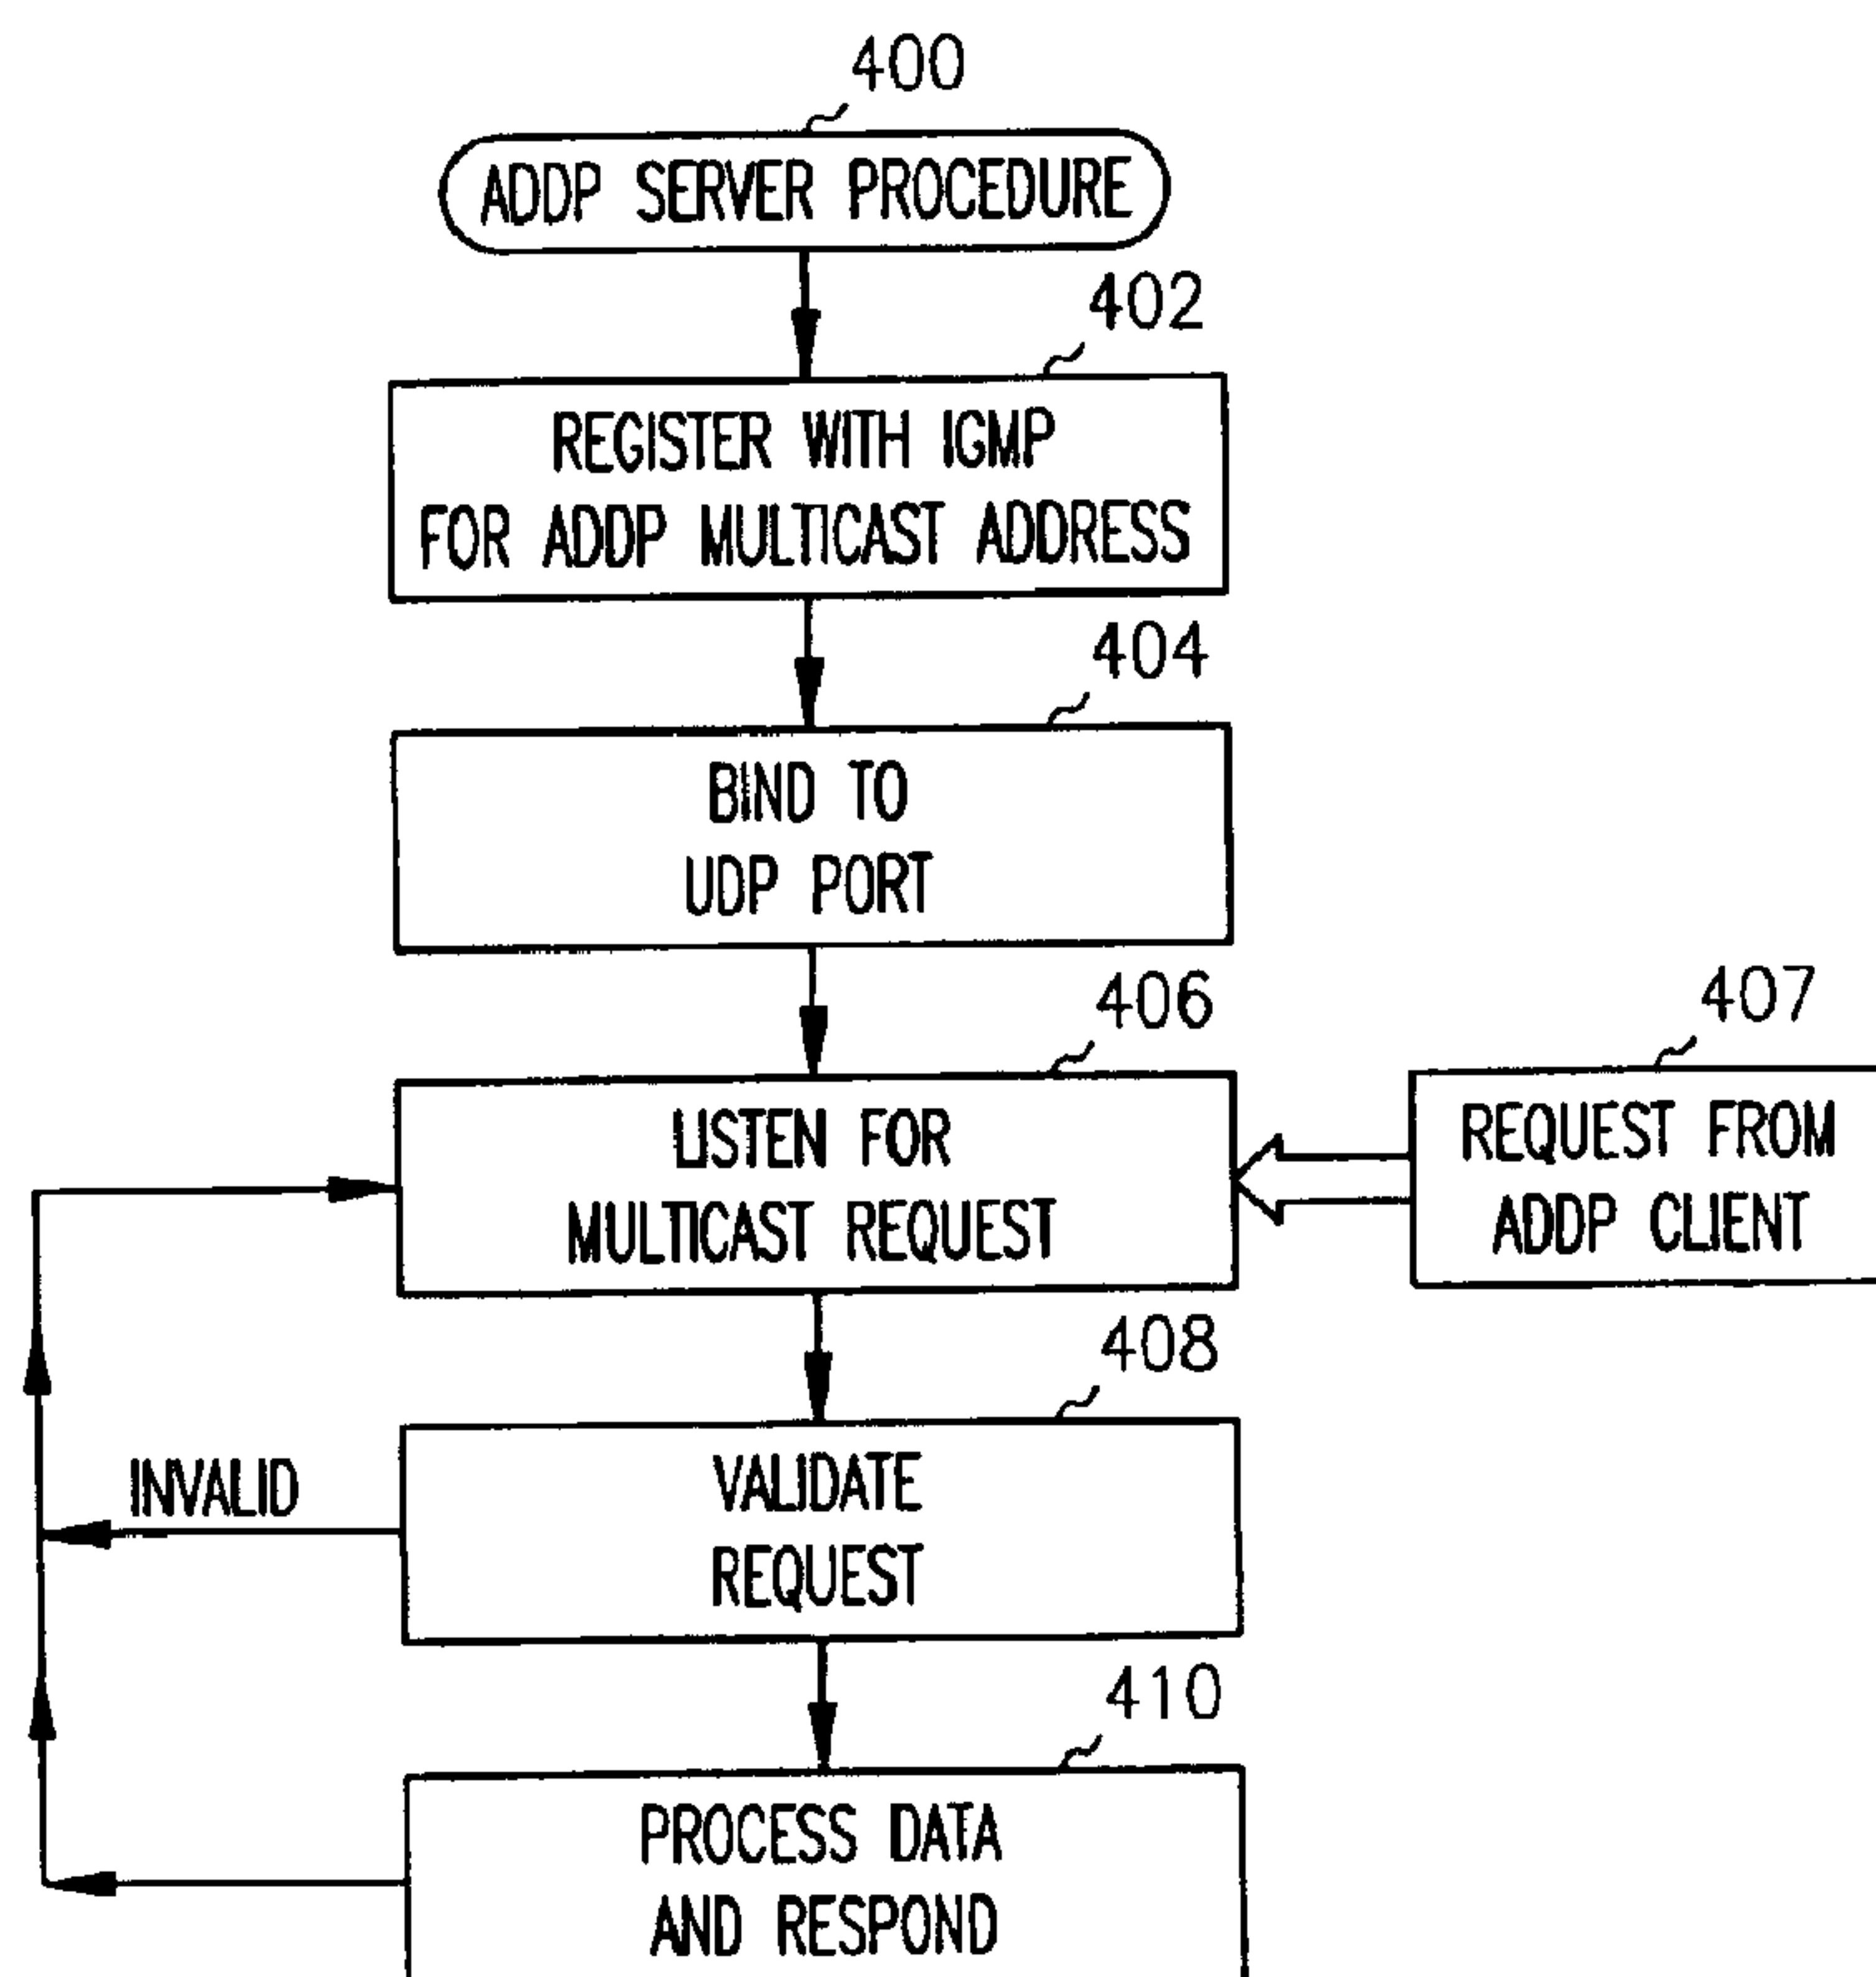 400
ADDP SERVER PROCEDURE
402
REGISTER WITH IGMP
FOR ADDP MULTICAST ADDRESS
404
BIND TO
UDP PORT
406
LISTEN FOR
MULTICAST REQUEST
407
REQUEST FROM
ADDP CLIENT
408
VALIDATE
REQUEST
INVALID
410
PROCESS DATA
AND RESPOND